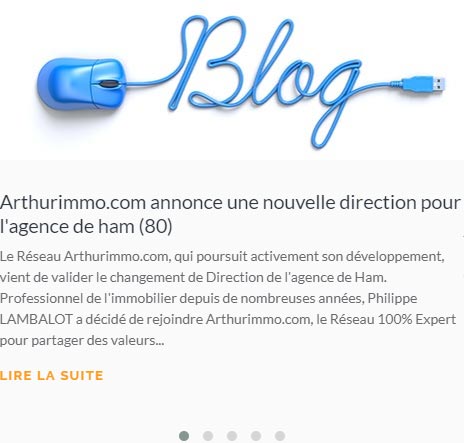 Blog
Arthurimmo.com annonce une nouvelle direction pour
l'agence de ham (80)
Le Réseau Arthurimmo.com, qui poursuit activement son développement,
vient de valider le changement de Direction de l'agence de Ham.
Professionnel de l'immobilier depuis de nombreuses années, Philippe
LAMBALOT a décidé de rejoindre Arthurimmo.com, le Réseau 100% Expert
pour partager des valeurs...
LIRE LA SUITE